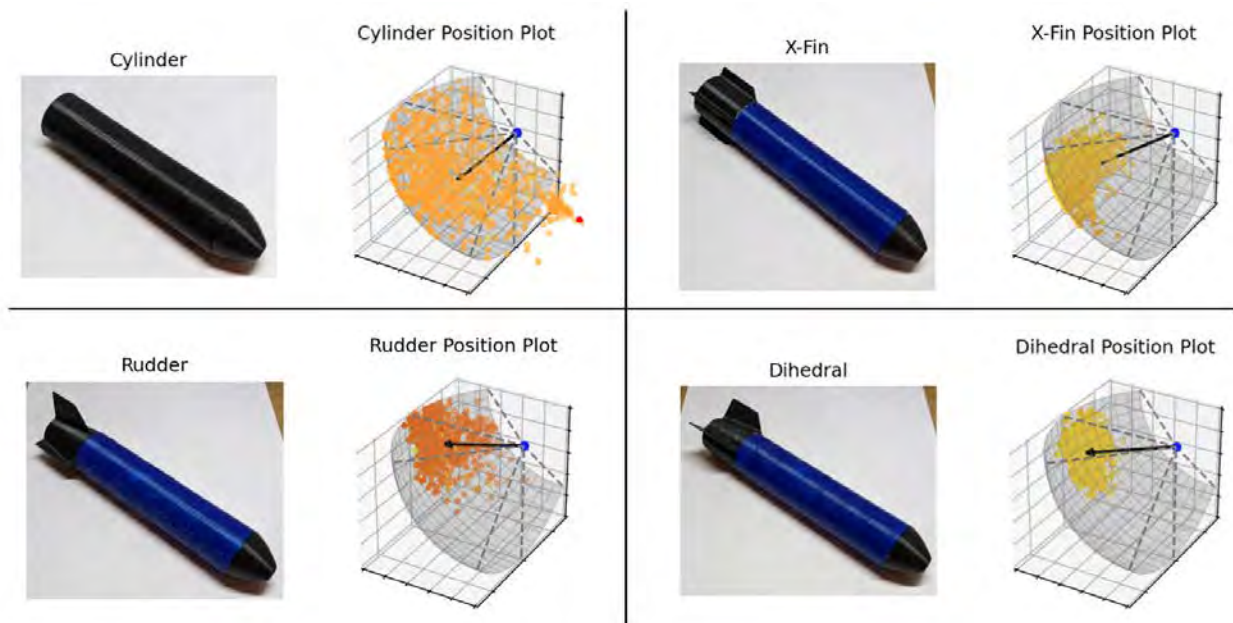 Cylinder
Cylinder Position Plot
X-Fin
X-Fin Position Plot
Rudder
Rudder Position Plot
Dihedral
Dihedral Position Plot